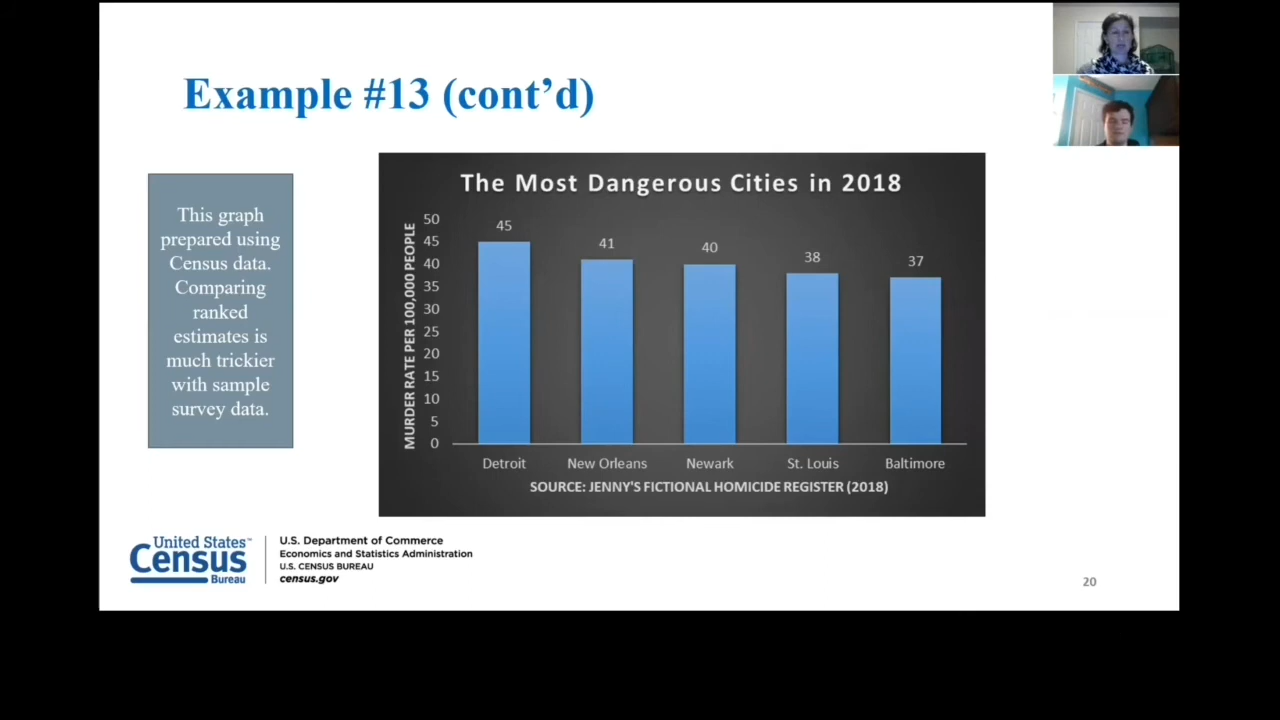 Example #13 (cont’d)
This graph
prepared using
Census data.
Comparing
ranked
estimates is
much trickier
with sample
survey data.
The Most Dangerous Cities in 2018
MURDER RATE PER 100,000 PEOPLE
50
45
40
35
30
25
20
15
10
5
0
45
41
40
38
37
Detroit New Orleans Newark St. Louis Baltimore
SOURCE: JENNY'S FICTIONAL HOMICIDE REGISTER (2018)
United States™
Census
Bureau
U.S. Department of Commerce
Economics and Statistics Administration
U.S. CENSUS BUREAU
census.gov
20